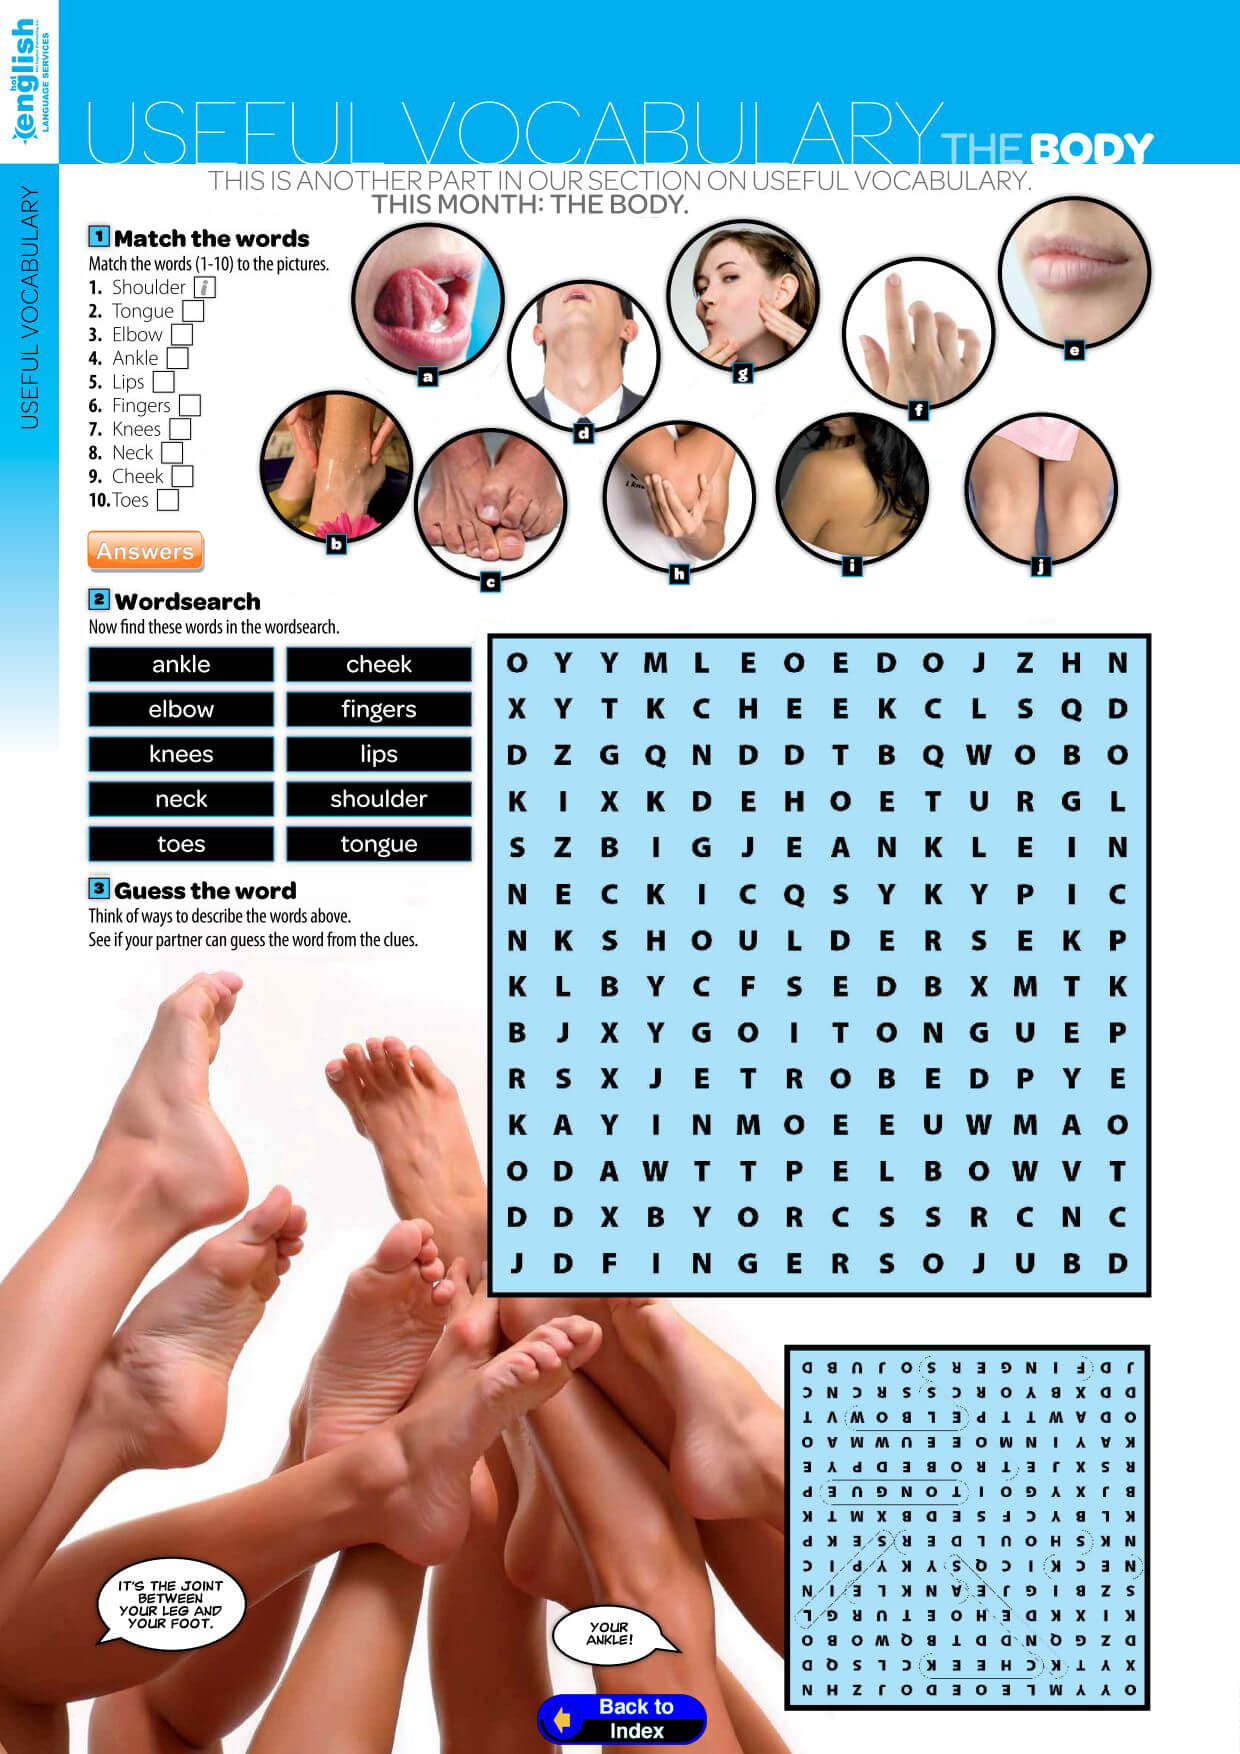 hot
english
LANGUAGE SERVICES
USEFUL VOCABULARY
USEFUL VOCABULARY THE BODY
THIS IS ANOTHER PART IN OUR SECTION ON USEFUL VOCABULARY.
THIS MONTH: THE BODY.
1 Match the words
Match the words (1-10) to the pictures.
1. Shoulder i
2. Tongue
3. Elbow
4. Ankle
5. Lips
6. Fingers
7. Knees
8. Neck
9. Cheek
10. Toes
Answers
a
d
g
f
e
b
c
h
i
j
2 Wordsearch
Now find these words in the wordsearch.
ankle cheek
elbow fingers
knees lips
neck shoulder
toes tongue
3 Guess the word
Think of ways to describe the words above.
See if your partner can guess the word from the clues.
O Y Y M L E O E D O J Z H N
X Y T K C H E E K C L S Q D
D Z G Q N D D T B Q W O B O
K I X K D E H O E T U R G L
S Z B I G J E A N K L E I N
N E C K I C Q S Y K Y P I C
N K S H O U L D E R S E K P
K L B Y C F S E D B X M T K
B J X Y G O I T O N G U E P
R S X J E T R O B E D P Y E
K A Y I N M O E E U W M A O
O D A W T T P E L B O W V T
D D X B Y O R C S S R C N C
J D F I N G E R S O J U B D
O Y Y M L E O E D O J Z H N
X Y T K C H E E K C L S Q D
D Z G Q N D D T B Q W O B O
K I X K D E H O E T U R G L
S Z B I G J E A N K L E I N
N E C K I C Q S Y K Y P I C
N K S H O U L D E R S E K P
K L B Y C F S E D B X M T K
B J X Y G O I T O N G U E P
R S X J E T R O B E D P Y E
K A Y I N M O E E U W M A O
O D A W T T P E L B O W V T
D D X B Y O R C S S R C N C
J D F I N G E R S O J U B D
IT'S THE JOINT
BETWEEN
YOUR LEG AND
YOUR FOOT.
YOUR
ANKLE!
Back to
Index